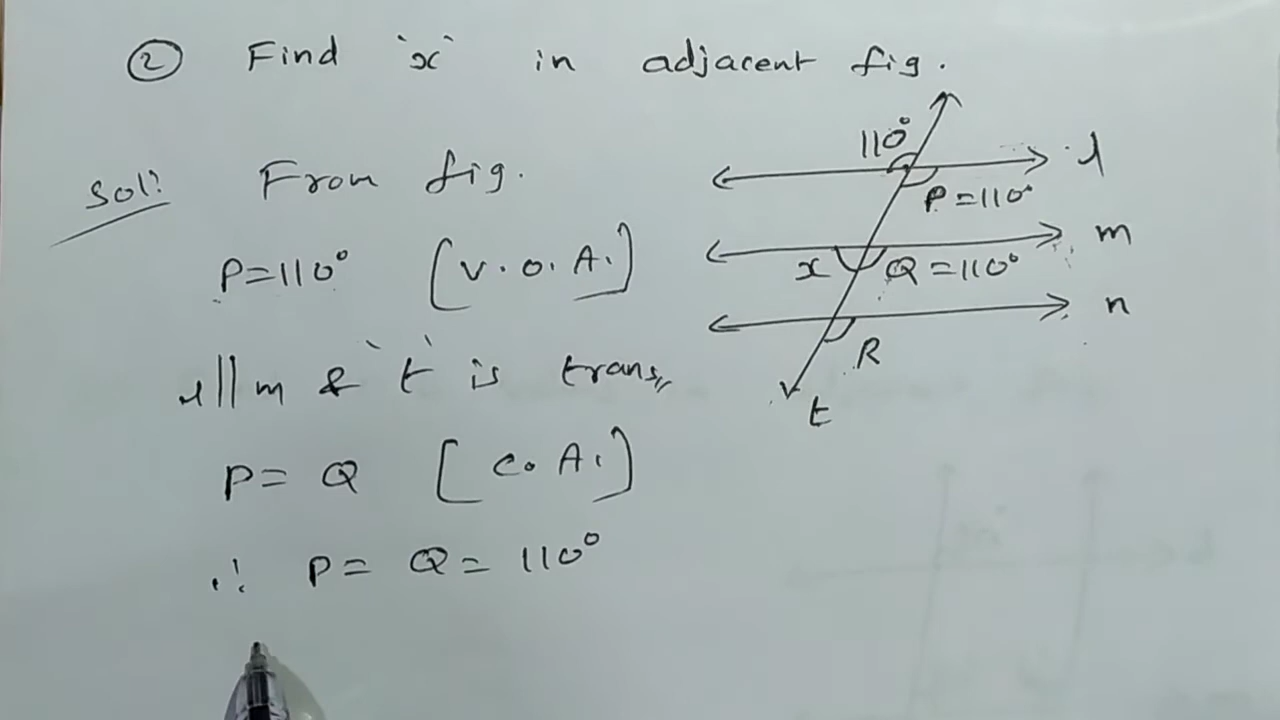 ② Find 'x' in adjacent fig.
Sol: From fig.
P=110° [V.O.A.]
l||m & 't' is trans,,
P= Q [C.A.]
∴ P= Q= 110°
110°
l
P=110°
m
x Q=110°
n
R
t